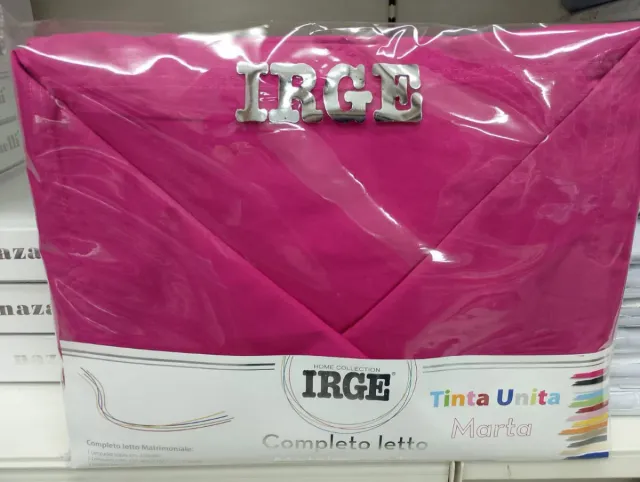 IRGE
HOME COLLECTION
IRGE
Tinta Unita
Marta
Completo letto
Completo letto Matrimoniale:
naza
naza